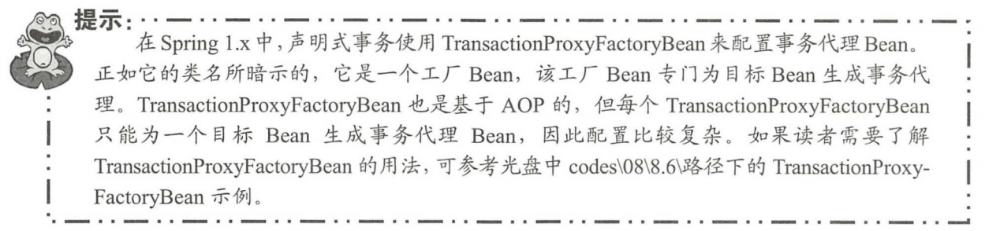 提示:
在 Spring 1.x 中，声明式事务使用 TransactionProxyFactoryBean 来配置事务代理 Bean。
正如它的类名所暗示的，它是一个工厂 Bean，该工厂 Bean 专门为目标 Bean 生成事务代
理。TransactionProxyFactoryBean 也是基于 AOP 的，但每个 TransactionProxyFactoryBean
只能为一个目标 Bean 生成事务代理 Bean，因此配置比较复杂。如果读者需要了解
TransactionProxyFactoryBean 的用法，可参考光盘中 codes\08\8.6\路径下的 TransactionProxy-
FactoryBean 示例。